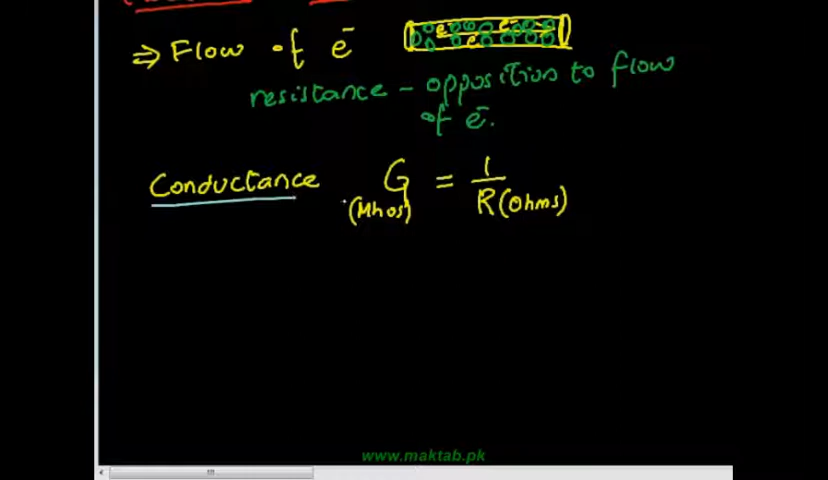 ⇒ Flow of e⁻
e⁻ e⁻ e
resistance - opposition to flow
of e⁻.
Conductance G = 1/R (Ohms)
(Mhos)
www.maktab.pk